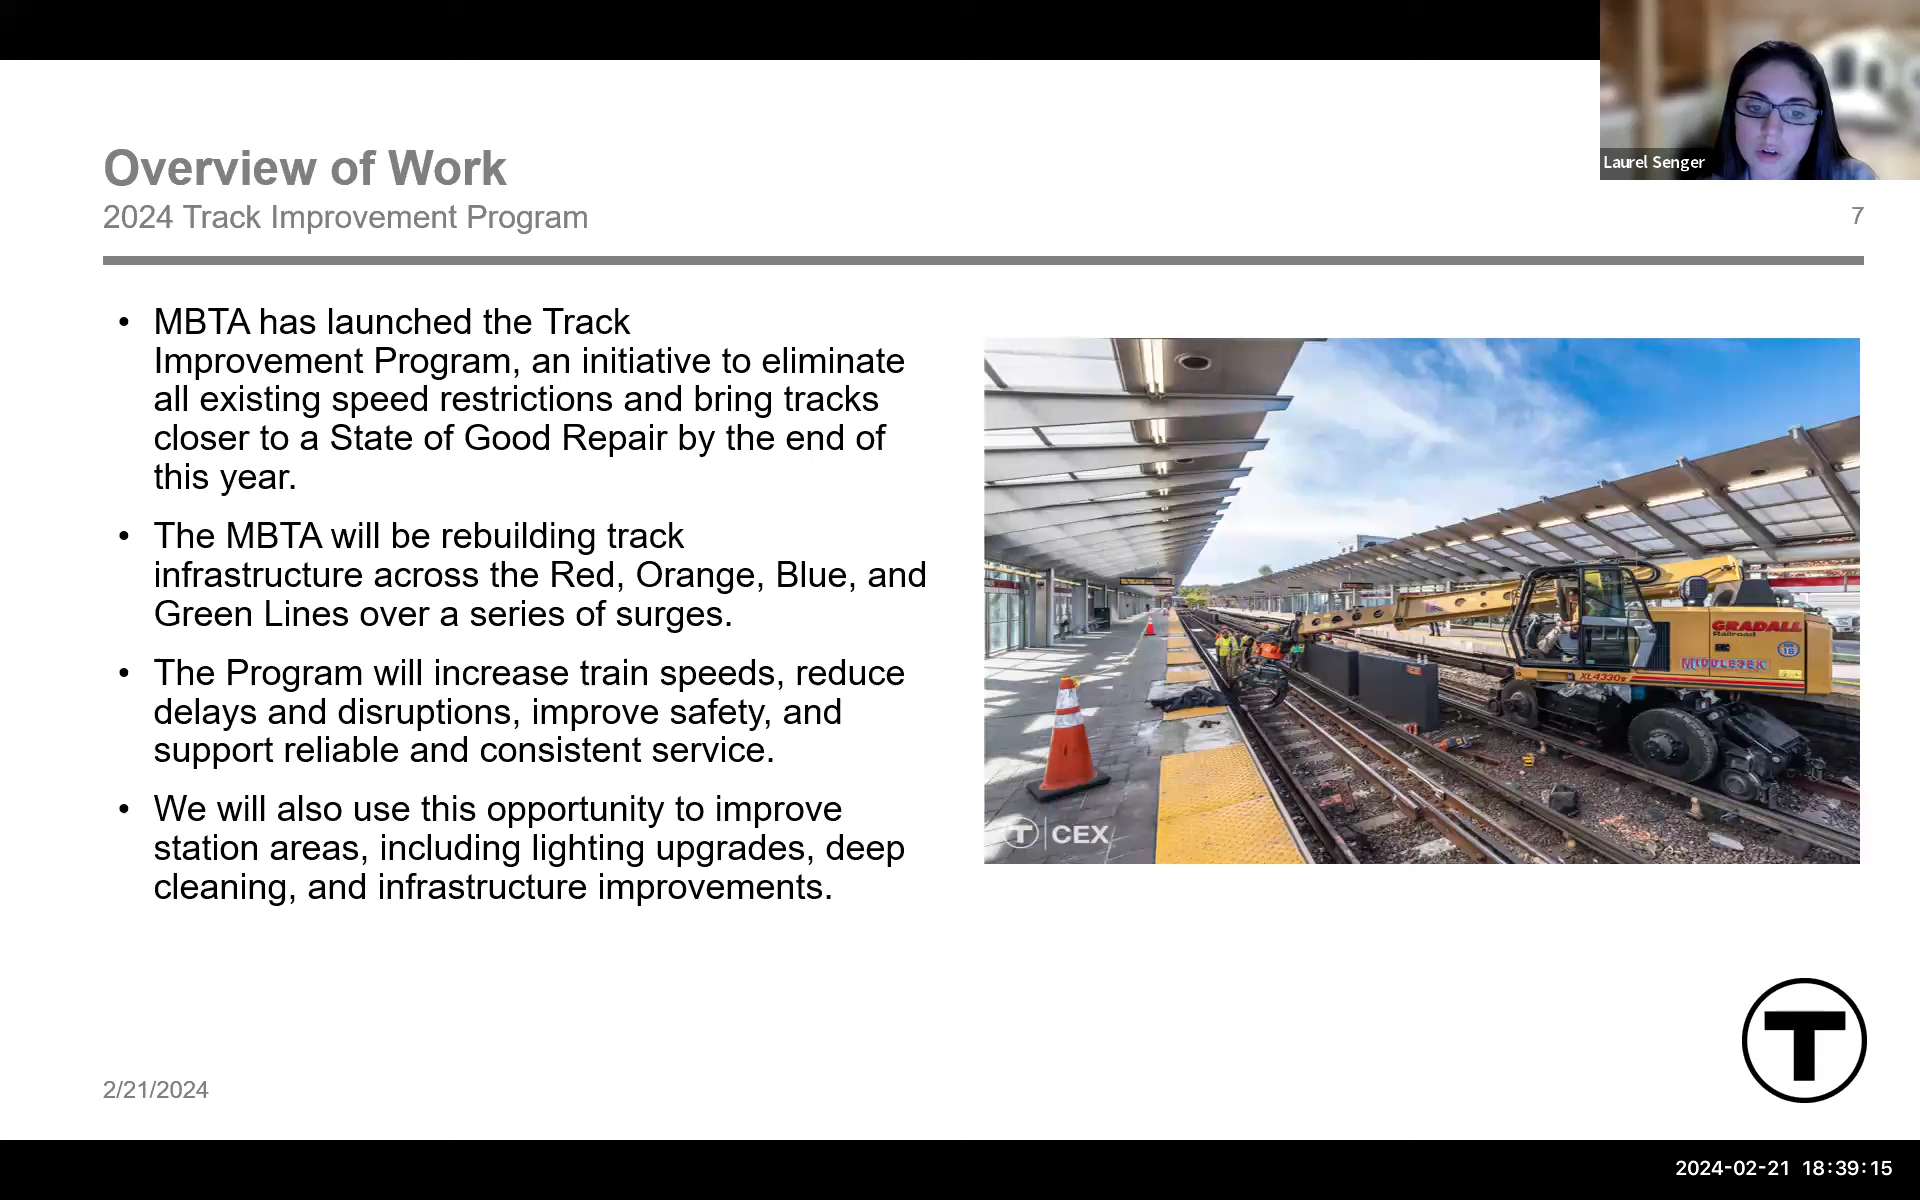 Laurel Senger
Overview of Work
2024 Track Improvement Program
7
• MBTA has launched the Track
Improvement Program, an initiative to eliminate
all existing speed restrictions and bring tracks
closer to a State of Good Repair by the end of
this year.
• The MBTA will be rebuilding track
infrastructure across the Red, Orange, Blue, and
Green Lines over a series of surges.
• The Program will increase train speeds, reduce
delays and disruptions, improve safety, and
support reliable and consistent service.
• We will also use this opportunity to improve
station areas, including lighting upgrades, deep
cleaning, and infrastructure improvements.
GRADALL
Railroad
MIDDLESEX
XL4330
T CEX
T
2/21/2024
2024-02-21 18:39:15